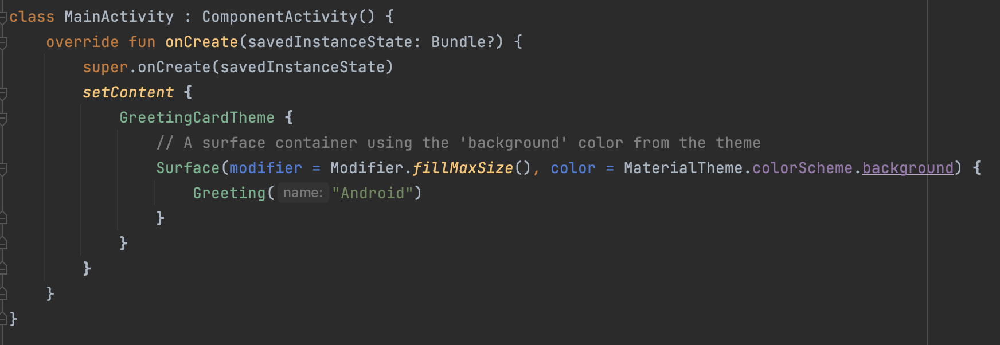 class MainActivity : ComponentActivity() {
    override fun onCreate(savedInstanceState: Bundle?) {
        super.onCreate(savedInstanceState)
        setContent {
            GreetingCardTheme {
                // A surface container using the 'background' color from the theme
                Surface(modifier = Modifier.fillMaxSize(), color = MaterialTheme.colorScheme.background) {
                    Greeting( name: "Android")
                }
            }
        }
    }
}